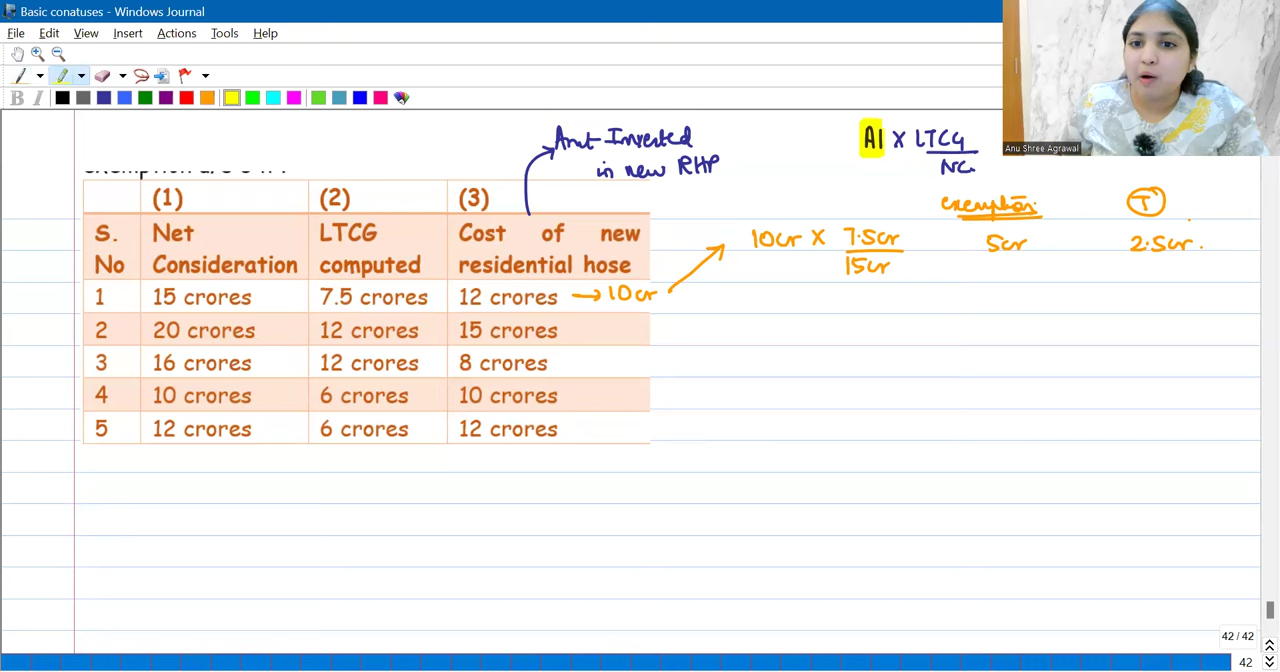 Basic conatuses - Windows Journal
File Edit View Insert Actions Tools Help
B I
Anu Shree Agrawal
Amt Invested
in new RHP
AI X LTCG
NC
(1) (2) (3)
S. No Net Consideration LTCG computed Cost of new residential hose
1 15 crores 7.5 crores 12 crores → 10cr
2 20 crores 12 crores 15 crores
3 16 crores 12 crores 8 crores
4 10 crores 6 crores 10 crores
5 12 crores 6 crores 12 crores
exemption T
10cr X 7.5cr 5cr 2.5cr.
15cr
42 / 42
42